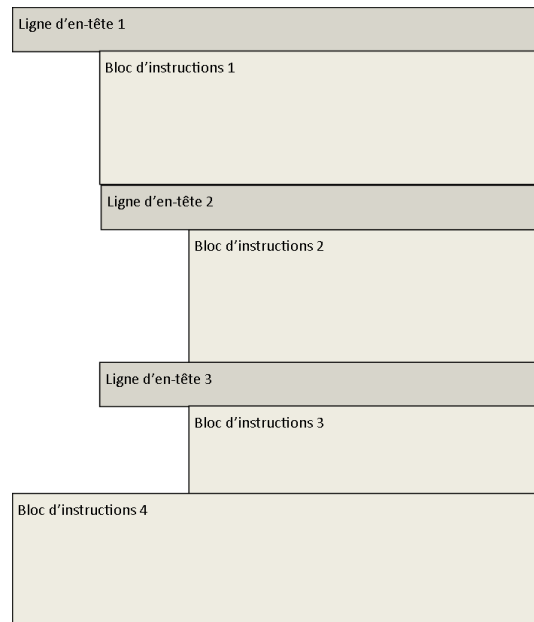 Ligne d’en-tête 1
Bloc d’instructions 1
Ligne d’en-tête 2
Bloc d’instructions 2
Ligne d’en-tête 3
Bloc d’instructions 3
Bloc d’instructions 4